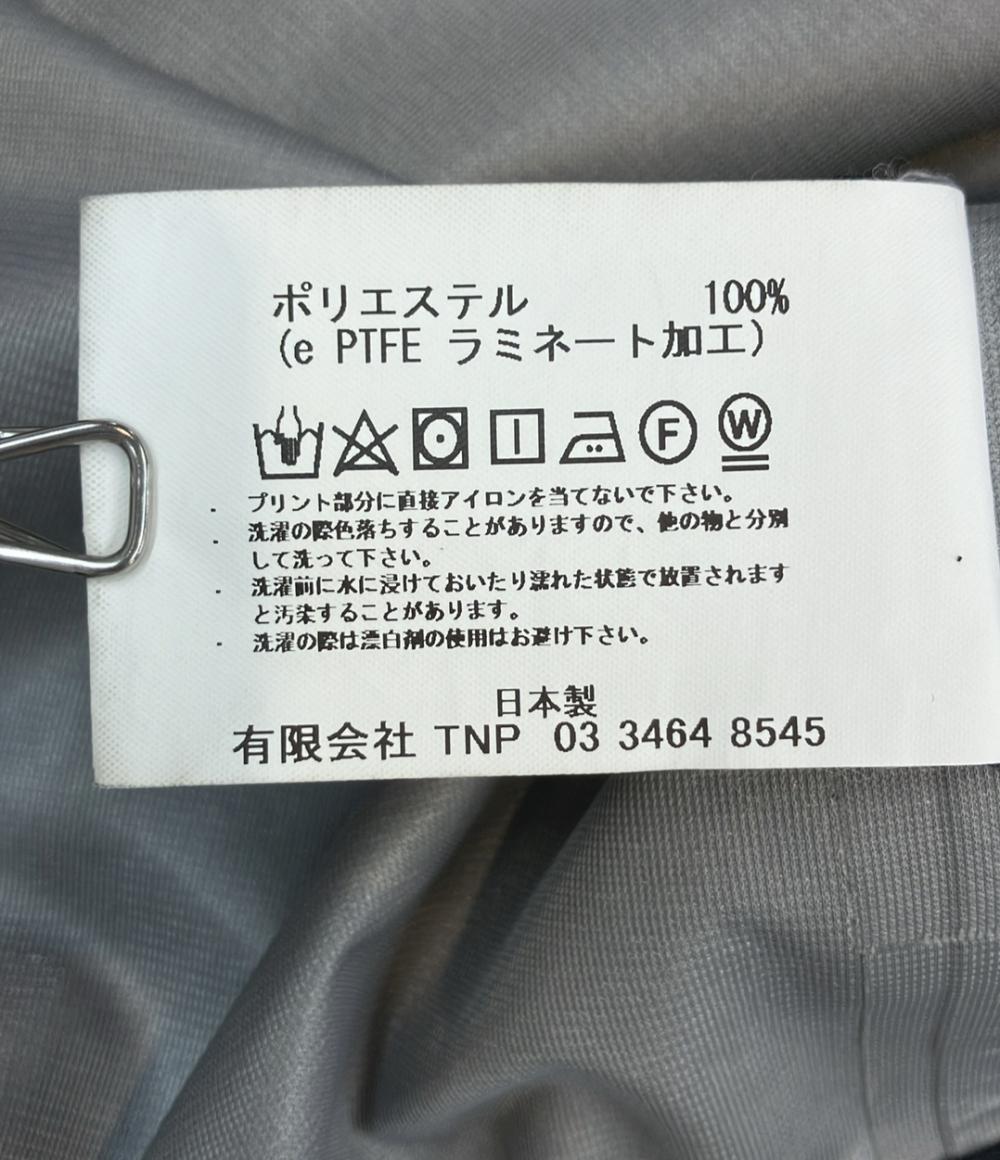 ポリエステル 100%
(e PTFE ラミネート加工)
F W
・プリント部分に直接アイロンを当てないで下さい。
・洗濯の際色落ちすることがありますので、他の物と分別
して洗って下さい。
・洗濯前に水に浸けておいたり濡れた状態で放置されます
と汚染することがあります。
・洗濯の際は漂白剤の使用はお避け下さい。
日本製
有限会社 TNP 03 3464 8545